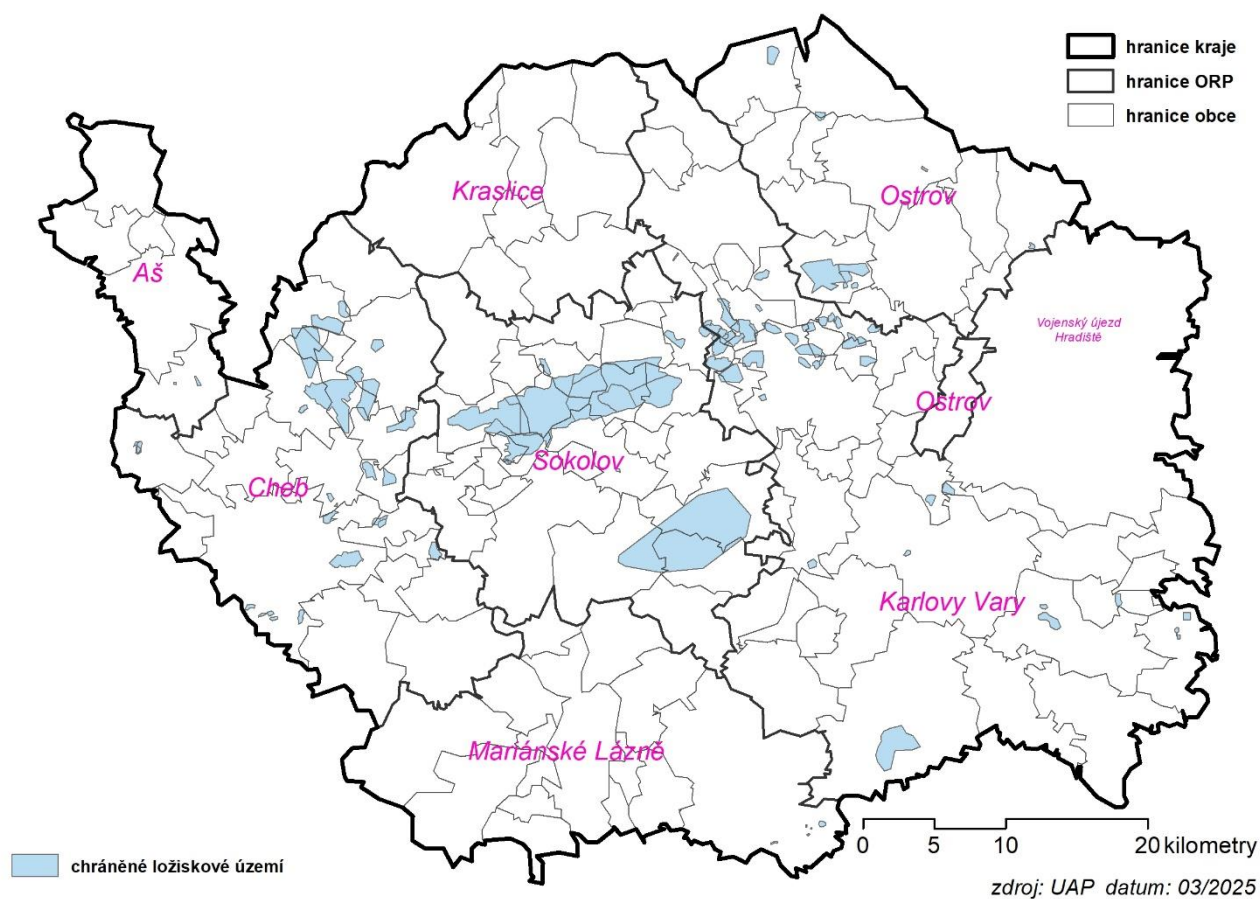 hranice kraje
hranice ORP
hranice obce
Kraslice
Ostrov
Aš
Vojenský újezd
Hradiště
Ostrov
Sokolov
Cheb
Karlovy Vary
Mariánské Lázně
0 5 10 20 kilometry
chráněné ložiskové území
zdroj: UAP datum: 03/2025